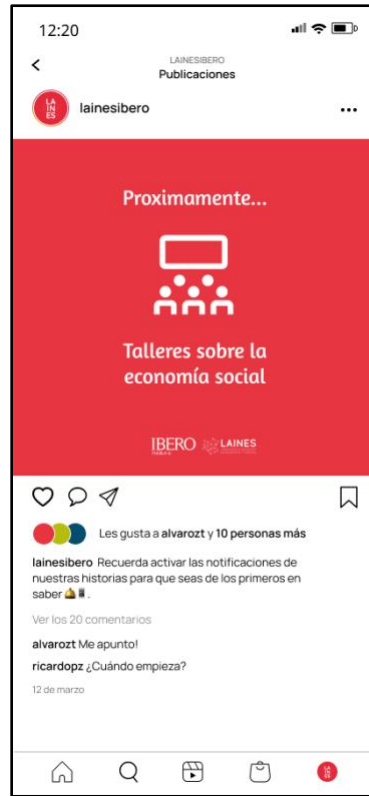 12:20
LAINESIBERO
Publicaciones
LA
IN
ES
lainesibero
Proximamente...
Talleres sobre la
economía social
IBERO
LAINES
Les gusta a alvarozt y 10 personas más
lainesibero Recuerda activar las notificaciones de
nuestras historias para que seas de los primeros en
saber 🛎️📱.
Ver los 20 comentarios
alvarozt Me apunto!
ricardopz ¿Cuándo empieza?
12 de marzo